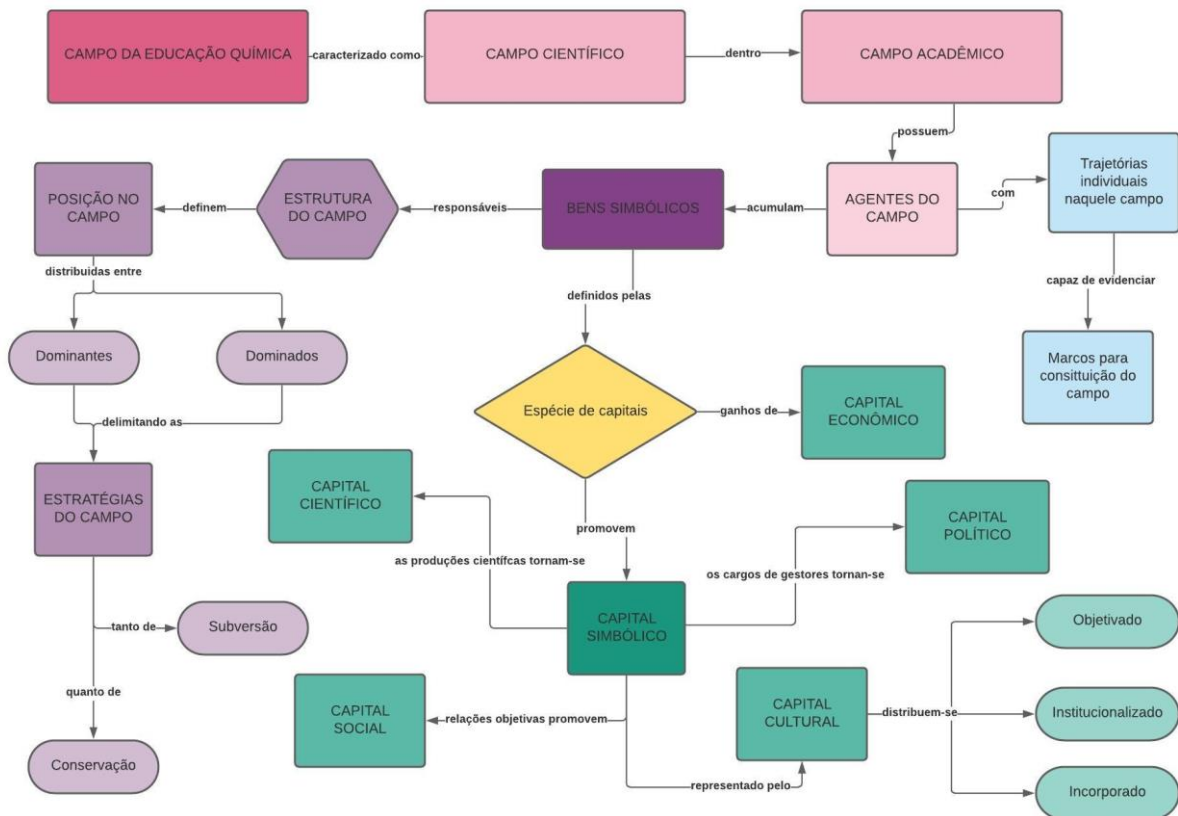 CAMPO DA EDUCAÇÃO QUÍMICA
caracterizado como
CAMPO CIENTÍFICO
dentro
CAMPO ACADÊMICO
possuem
AGENTES DO
CAMPO
com
Trajetórias
individuais
naquele campo
capaz de evidenciar
Marcos para
consittuição do
campo
acumulam
BENS SIMBÓLICOS
responsáveis
ESTRUTURA
DO CAMPO
definem
POSIÇÃO NO
CAMPO
distribuidas entre
Dominantes
Dominados
delimitando as
ESTRATÉGIAS
DO CAMPO
tanto de
Subversão
quanto de
Conservação
definidos pelas
Espécie de capitais
ganhos de
CAPITAL
ECONÔMICO
promovem
CAPITAL
SIMBÓLICO
as produções científcas tornam-se
CAPITAL
CIENTÍFICO
os cargos de gestores tornan-se
CAPITAL
POLÍTICO
relações objetivas promovem
CAPITAL
SOCIAL
representado pelo
CAPITAL
CULTURAL
distribuem-se
Objetivado
Institucionalizado
Incorporado